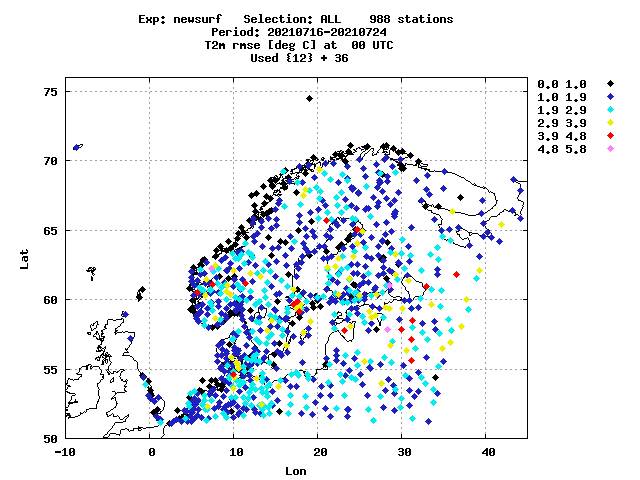 Exp: newsurf   Selection: ALL    988 stations
Period: 20210716-20210724
T2m rmse [deg C] at  00 UTC
Used {12} + 36
0.0 1.0
1.0 1.9
1.9 2.9
2.9 3.9
3.9 4.8
4.8 5.8
75
70
65
60
55
50
Lat
-10 0 10 20 30 40
Lon